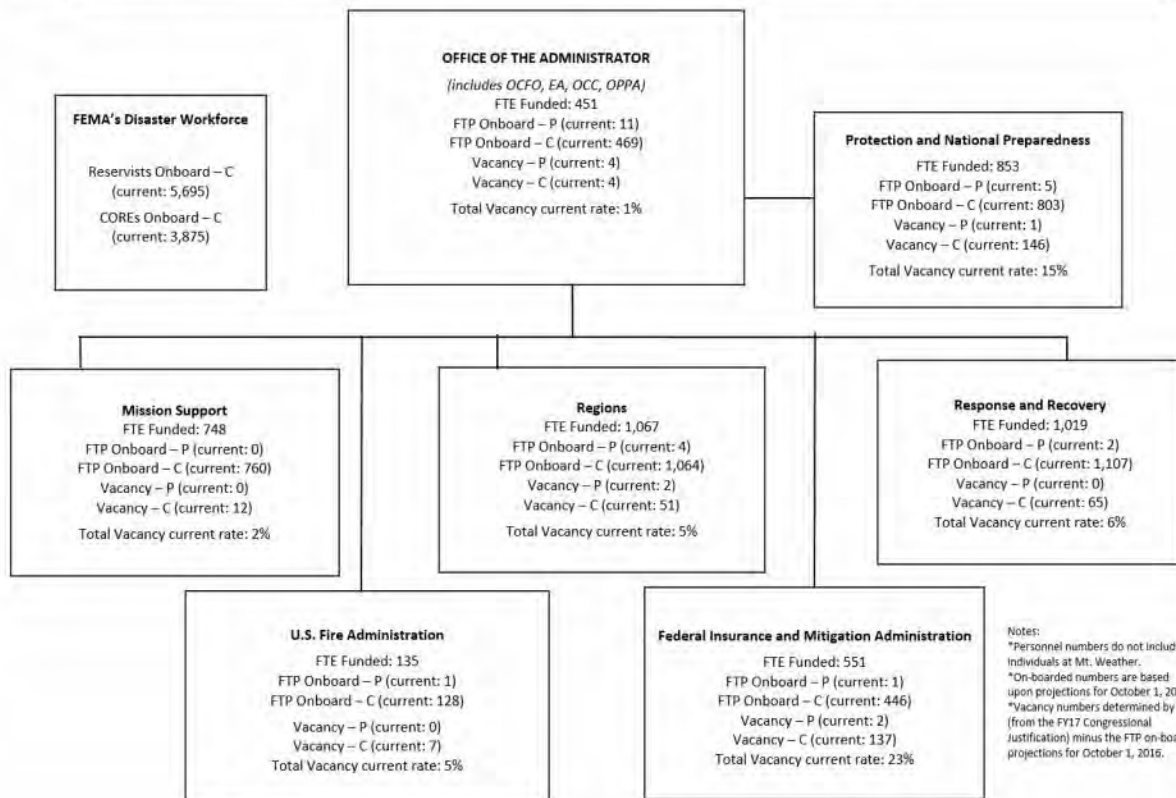 OFFICE OF THE ADMINISTRATOR
(includes OCFO, EA, OCC, OPPA)
FTE Funded: 451
FTP Onboard – P (current: 11)
FTP Onboard – C (current: 469)
Vacancy – P (current: 4)
Vacancy – C (current: 4)
Total Vacancy current rate: 1%
FEMA's Disaster Workforce
Reservists Onboard – C
(current: 5,695)
COREs Onboard – C
(current: 3,875)
Protection and National Preparedness
FTE Funded: 853
FTP Onboard – P (current: 5)
FTP Onboard – C (current: 803)
Vacancy – P (current: 1)
Vacancy – C (current: 146)
Total Vacancy current rate: 15%
Mission Support
FTE Funded: 748
FTP Onboard – P (current: 0)
FTP Onboard – C (current: 760)
Vacancy – P (current: 0)
Vacancy – C (current: 12)
Total Vacancy current rate: 2%
Regions
FTE Funded: 1,067
FTP Onboard – P (current: 4)
FTP Onboard – C (current: 1,064)
Vacancy – P (current: 2)
Vacancy – C (current: 51)
Total Vacancy current rate: 5%
Response and Recovery
FTE Funded: 1,019
FTP Onboard – P (current: 2)
FTP Onboard – C (current: 1,107)
Vacancy – P (current: 0)
Vacancy – C (current: 65)
Total Vacancy current rate: 6%
U.S. Fire Administration
FTE Funded: 135
FTP Onboard – P (current: 1)
FTP Onboard – C (current: 128)
Vacancy – P (current: 0)
Vacancy – C (current: 7)
Total Vacancy current rate: 5%
Federal Insurance and Mitigation Administration
FTE Funded: 551
FTP Onboard – P (current: 1)
FTP Onboard – C (current: 446)
Vacancy – P (current: 2)
Vacancy – C (current: 137)
Total Vacancy current rate: 23%
Notes:
*Personnel numbers do not includ
individuals at Mt. Weather.
*On-boarded numbers are based
upon projections for October 1, 20
*Vacancy numbers determined by
(from the FY17 Congressional
Justification) minus the FTP on-boa
projections for October 1, 2016.